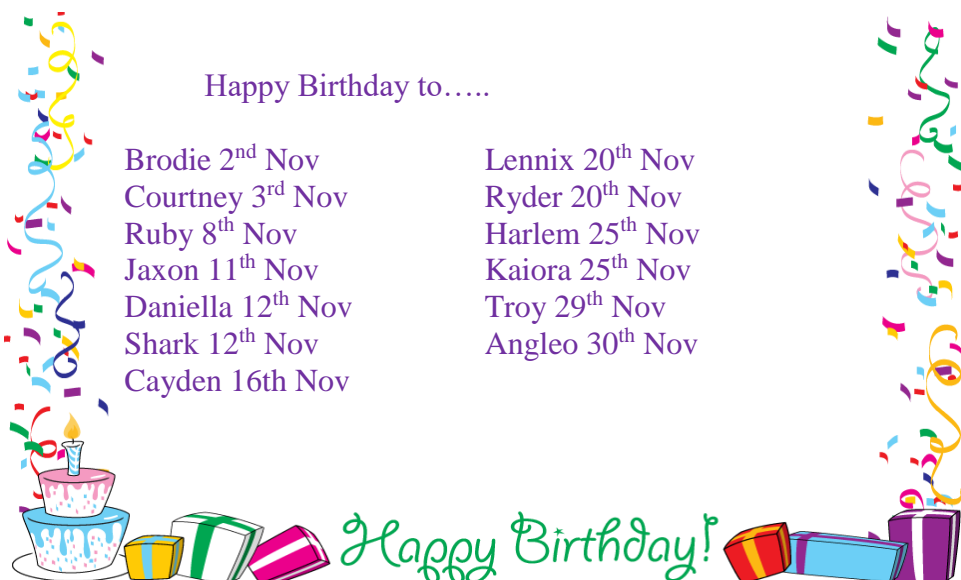 Happy Birthday to…..
Brodie 2nd Nov
Courtney 3rd Nov
Ruby 8th Nov
Jaxon 11th Nov
Daniella 12th Nov
Shark 12th Nov
Cayden 16th Nov
Lennix 20th Nov
Ryder 20th Nov
Harlem 25th Nov
Kaiora 25th Nov
Troy 29th Nov
Angleo 30th Nov
Happy Birthday!